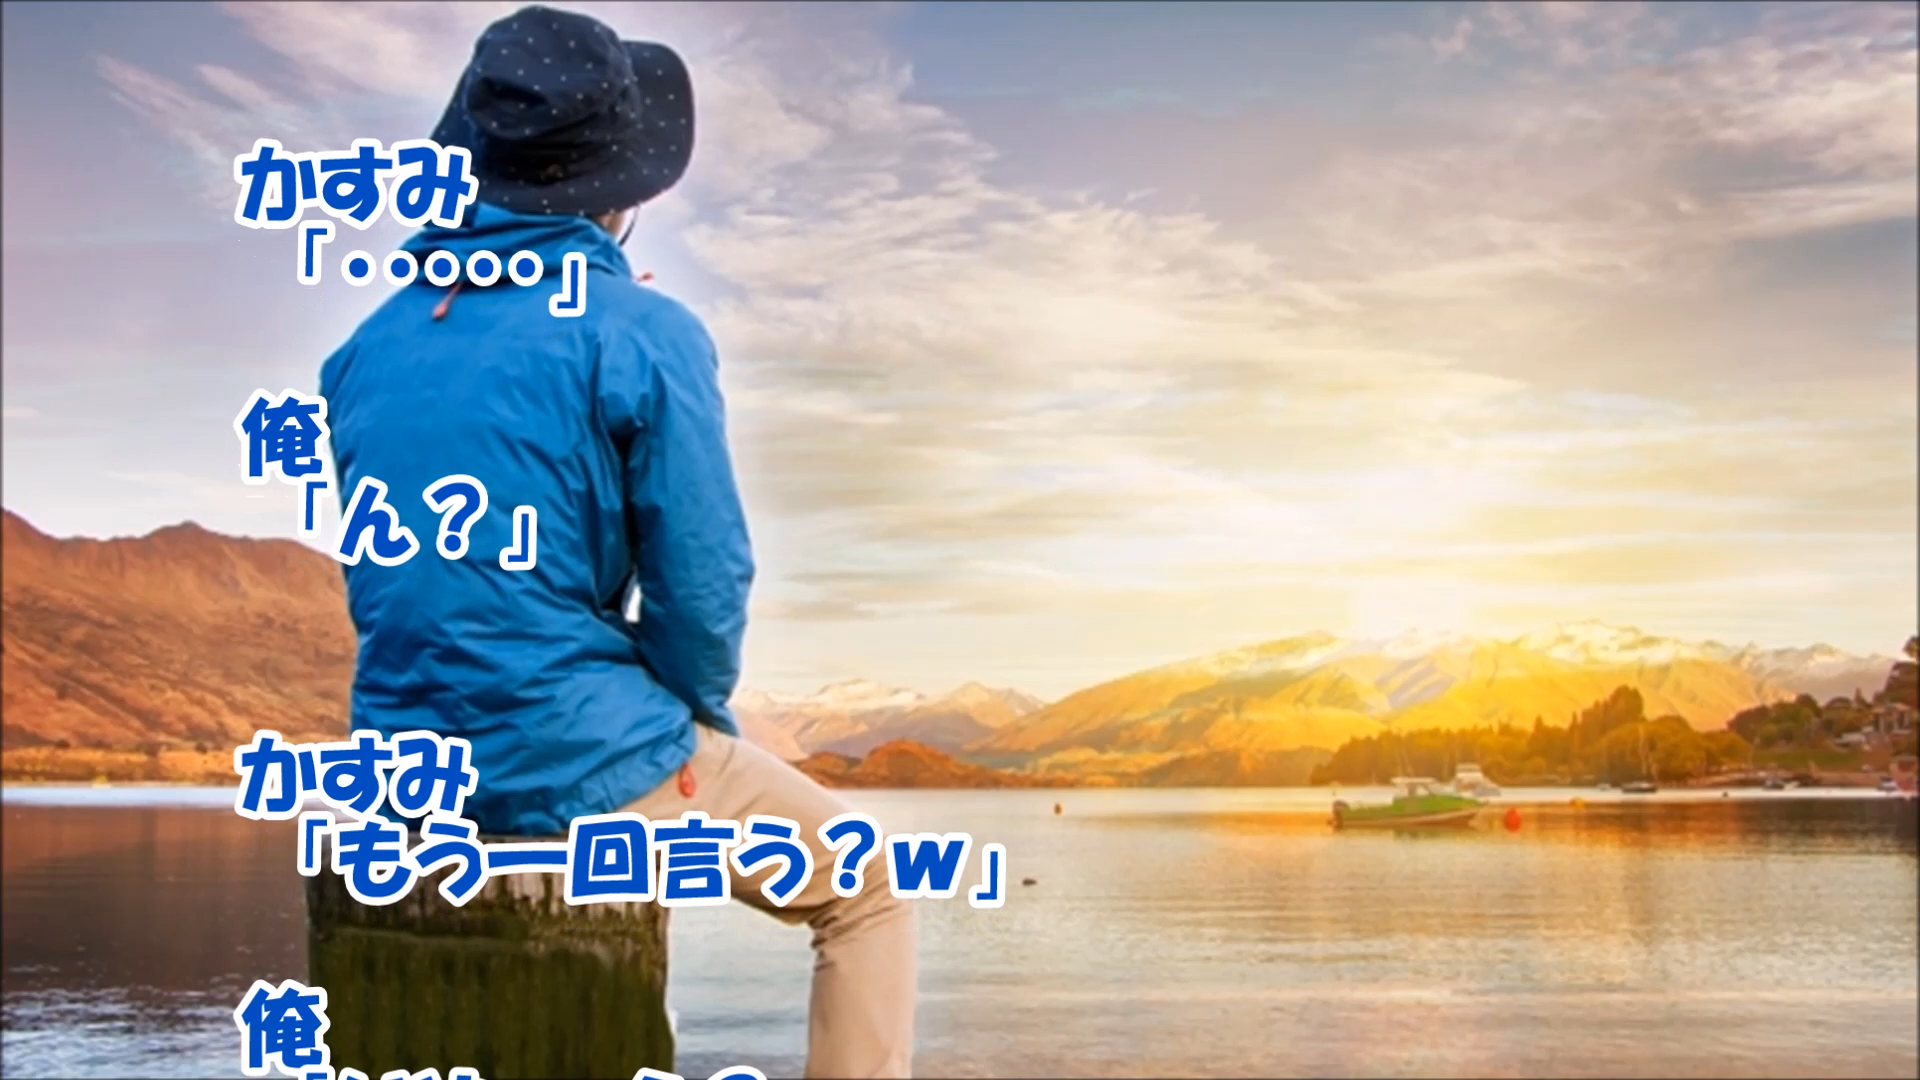 かすみ
「・・・・・」
俺
「ん？」
かすみ
「もう一回言う？ｗ」
俺